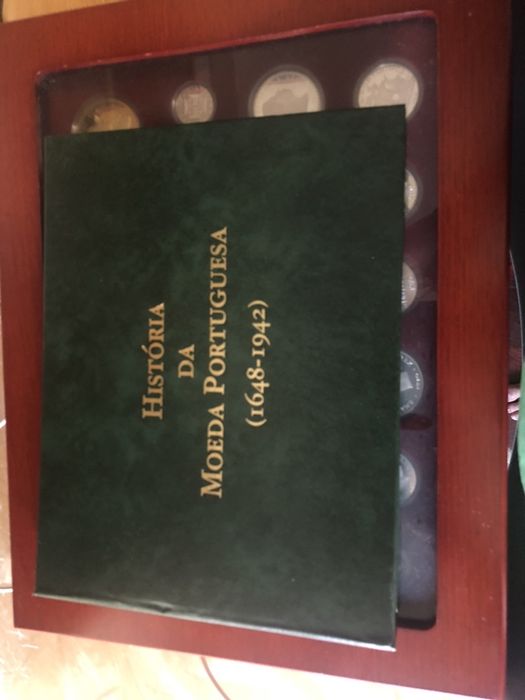 História
da
Moeda Portuguesa
(1648-1942)